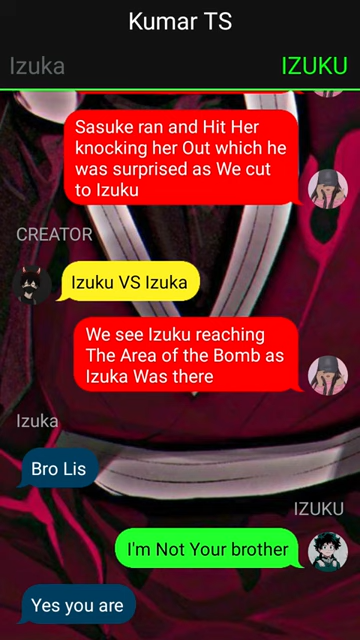 Kumar TS
Izuka
IZUKU
Sasuke ran and Hit Her
knocking her Out which he
was surprised as We cut
to Izuku
CREATOR
Izuku VS Izuka
We see Izuku reaching
The Area of the Bomb as
Izuka Was there
Izuka
Bro Lis
IZUKU
I'm Not Your brother
Yes you are